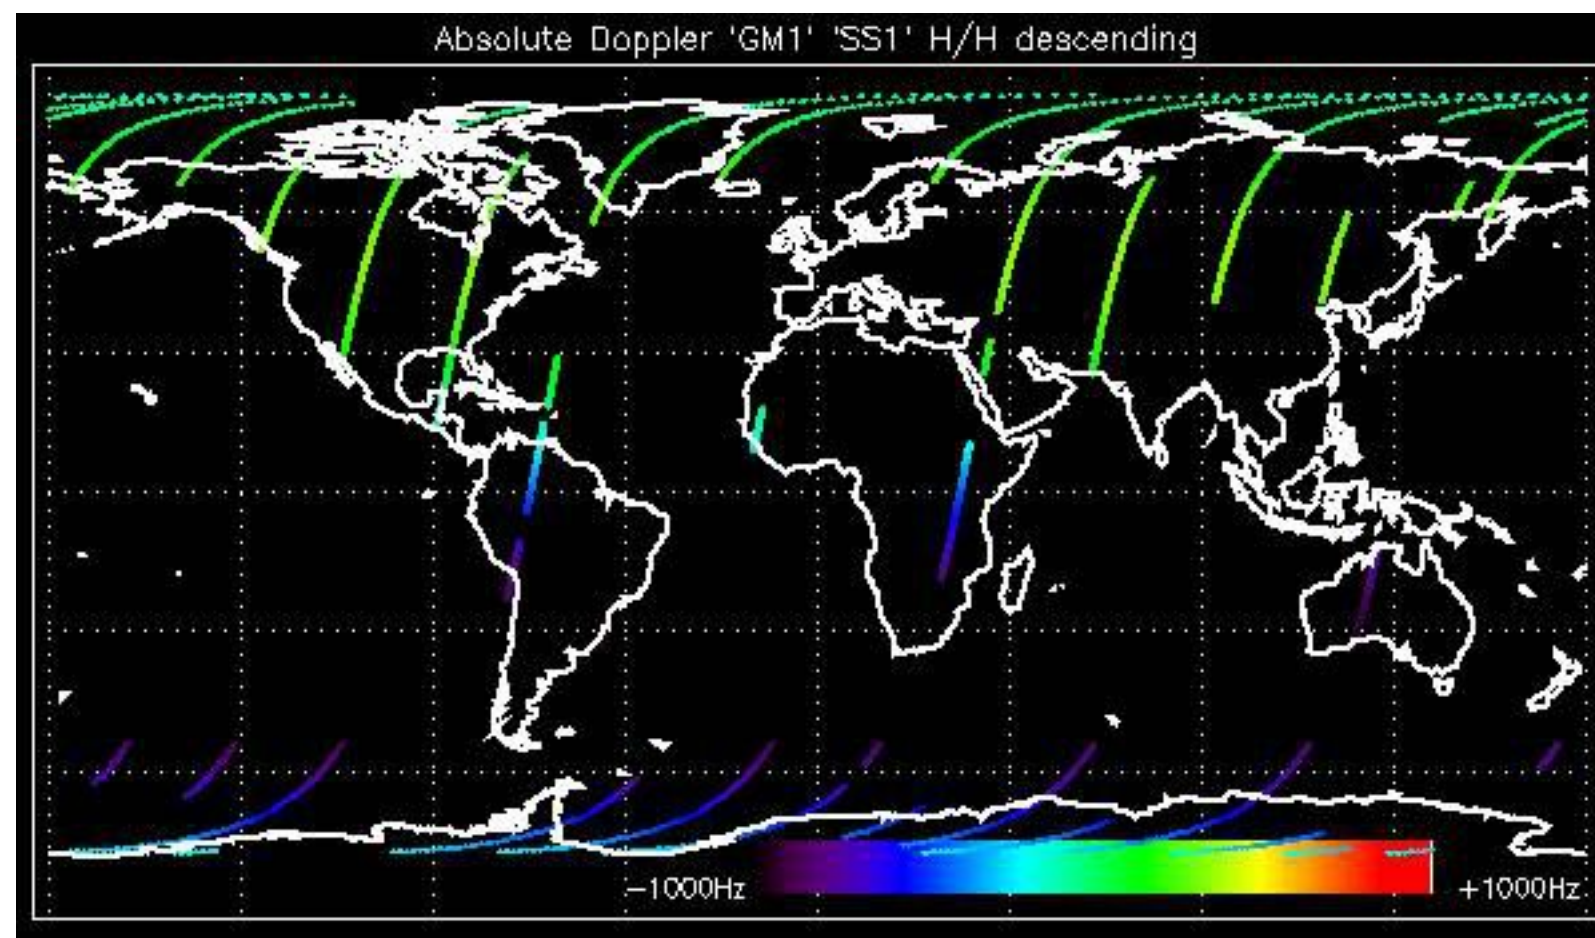 Absolute Doppler 'GM1' 'SS1' H/H descending
-1000Hz
+1000Hz